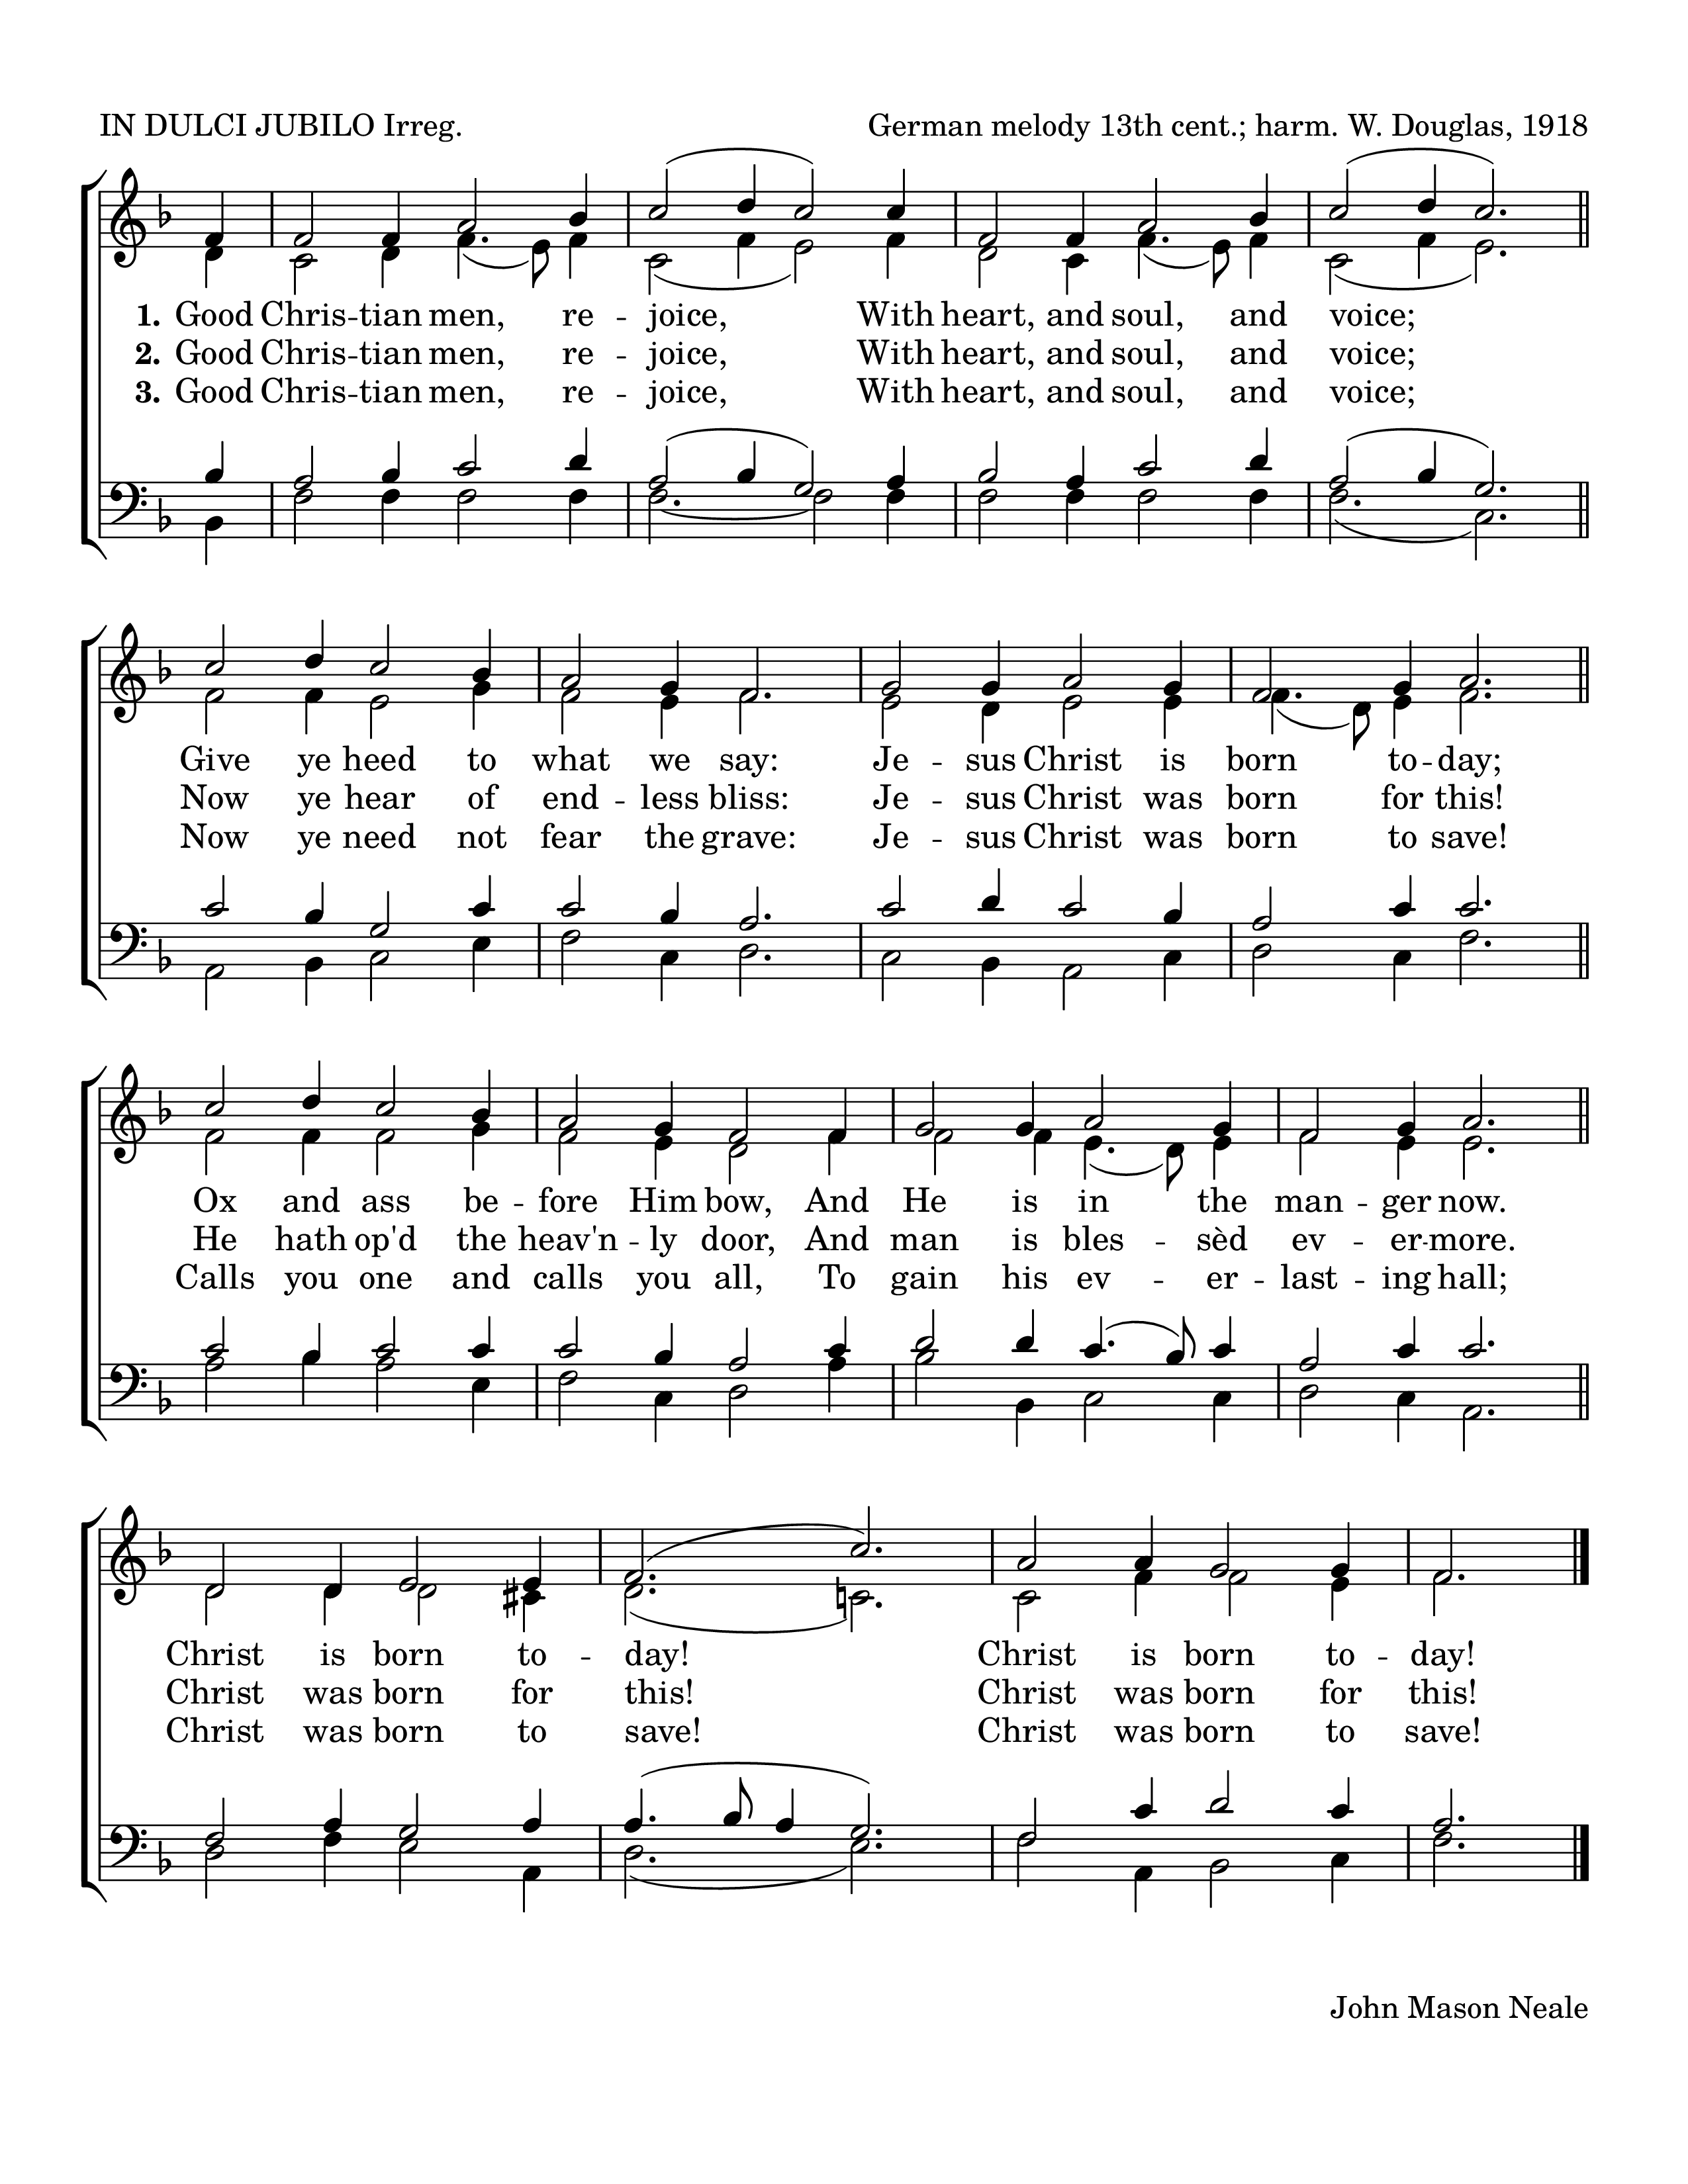 IN DULCI JUBILO Irreg. German melody 13th cent.; harm. W. Douglas, 1918
1. Good Chris -- tian men, re -- joice, With heart, and soul, and voice;
2. Good Chris -- tian men, re -- joice, With heart, and soul, and voice;
3. Good Chris -- tian men, re -- joice, With heart, and soul, and voice;
Give ye heed to what we say: Je -- sus Christ is born to -- day;
Now ye hear of end -- less bliss: Je -- sus Christ was born for this!
Now ye need not fear the grave: Je -- sus Christ was born to save!
Ox and ass be -- fore Him bow, And He is in the man -- ger now.
He hath op'd the heav'n -- ly door, And man is bles -- sèd ev -- er -- more.
Calls you one and calls you all, To gain his ev -- er -- last -- ing hall;
Christ is born to -- day! Christ is born to -- day!
Christ was born for this! Christ was born for this!
Christ was born to save! Christ was born to save!
John Mason Neale